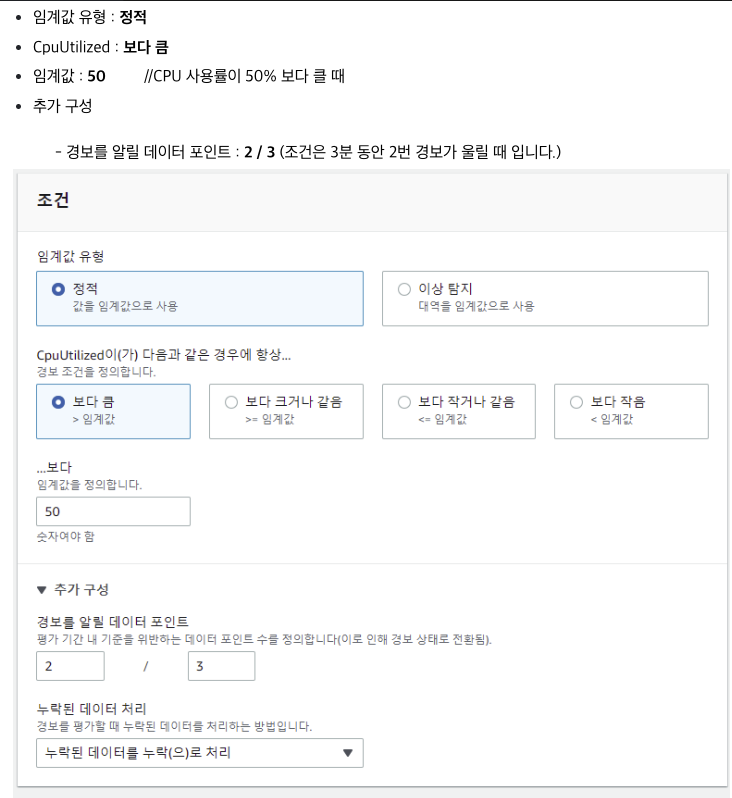 • 임계값 유형 : 정적
• CpuUtilized : 보다 큼
• 임계값 : 50 //CPU 사용률이 50% 보다 클 때
• 추가 구성
- 경보를 알릴 데이터 포인트 : 2 / 3 (조건은 3분 동안 2번 경보가 울릴 때 입니다.)
조건
임계값 유형
정적
값을 임계값으로 사용
이상 탐지
대역을 임계값으로 사용
CpuUtilized이(가) 다음과 같은 경우에 항상...
경보 조건을 정의합니다.
보다 큼
> 임계값
보다 크거나 같음
>= 임계값
보다 작거나 같음
<= 임계값
보다 작음
< 임계값
...보다
임계값을 정의합니다.
50
숫자여야 함
▼ 추가 구성
경보를 알릴 데이터 포인트
평가 기간 내 기준을 위반하는 데이터 포인트 수를 정의합니다(이로 인해 경보 상태로 전환됨).
2 / 3
누락된 데이터 처리
경보를 평가할 때 누락된 데이터를 처리하는 방법입니다.
누락된 데이터를 누락(으)로 처리 ▼